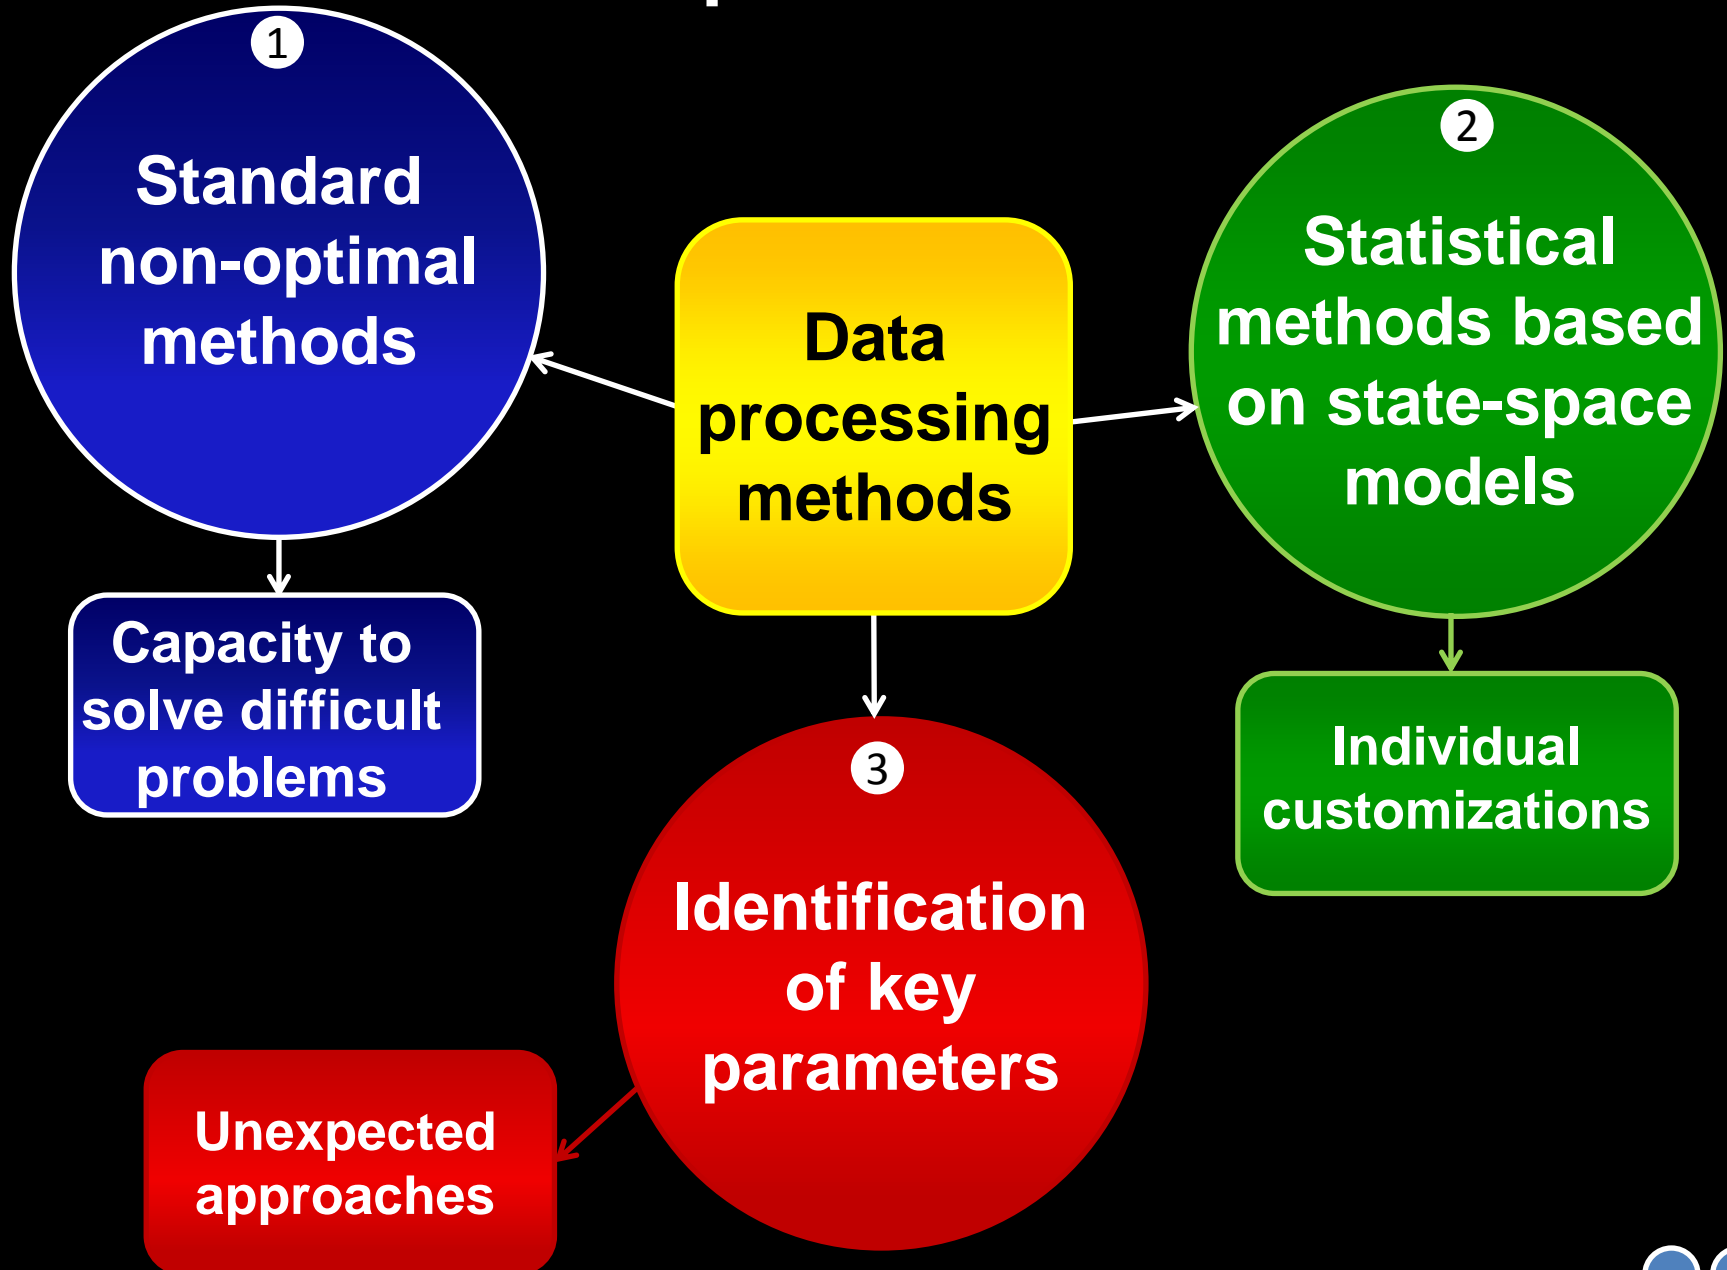 1
Standard
non-optimal
methods
Capacity to
solve difficult
problems
Data
processing
methods
2
Statistical
methods based
on state-space
models
Individual
customizations
3
Identification
of key
parameters
Unexpected
approaches